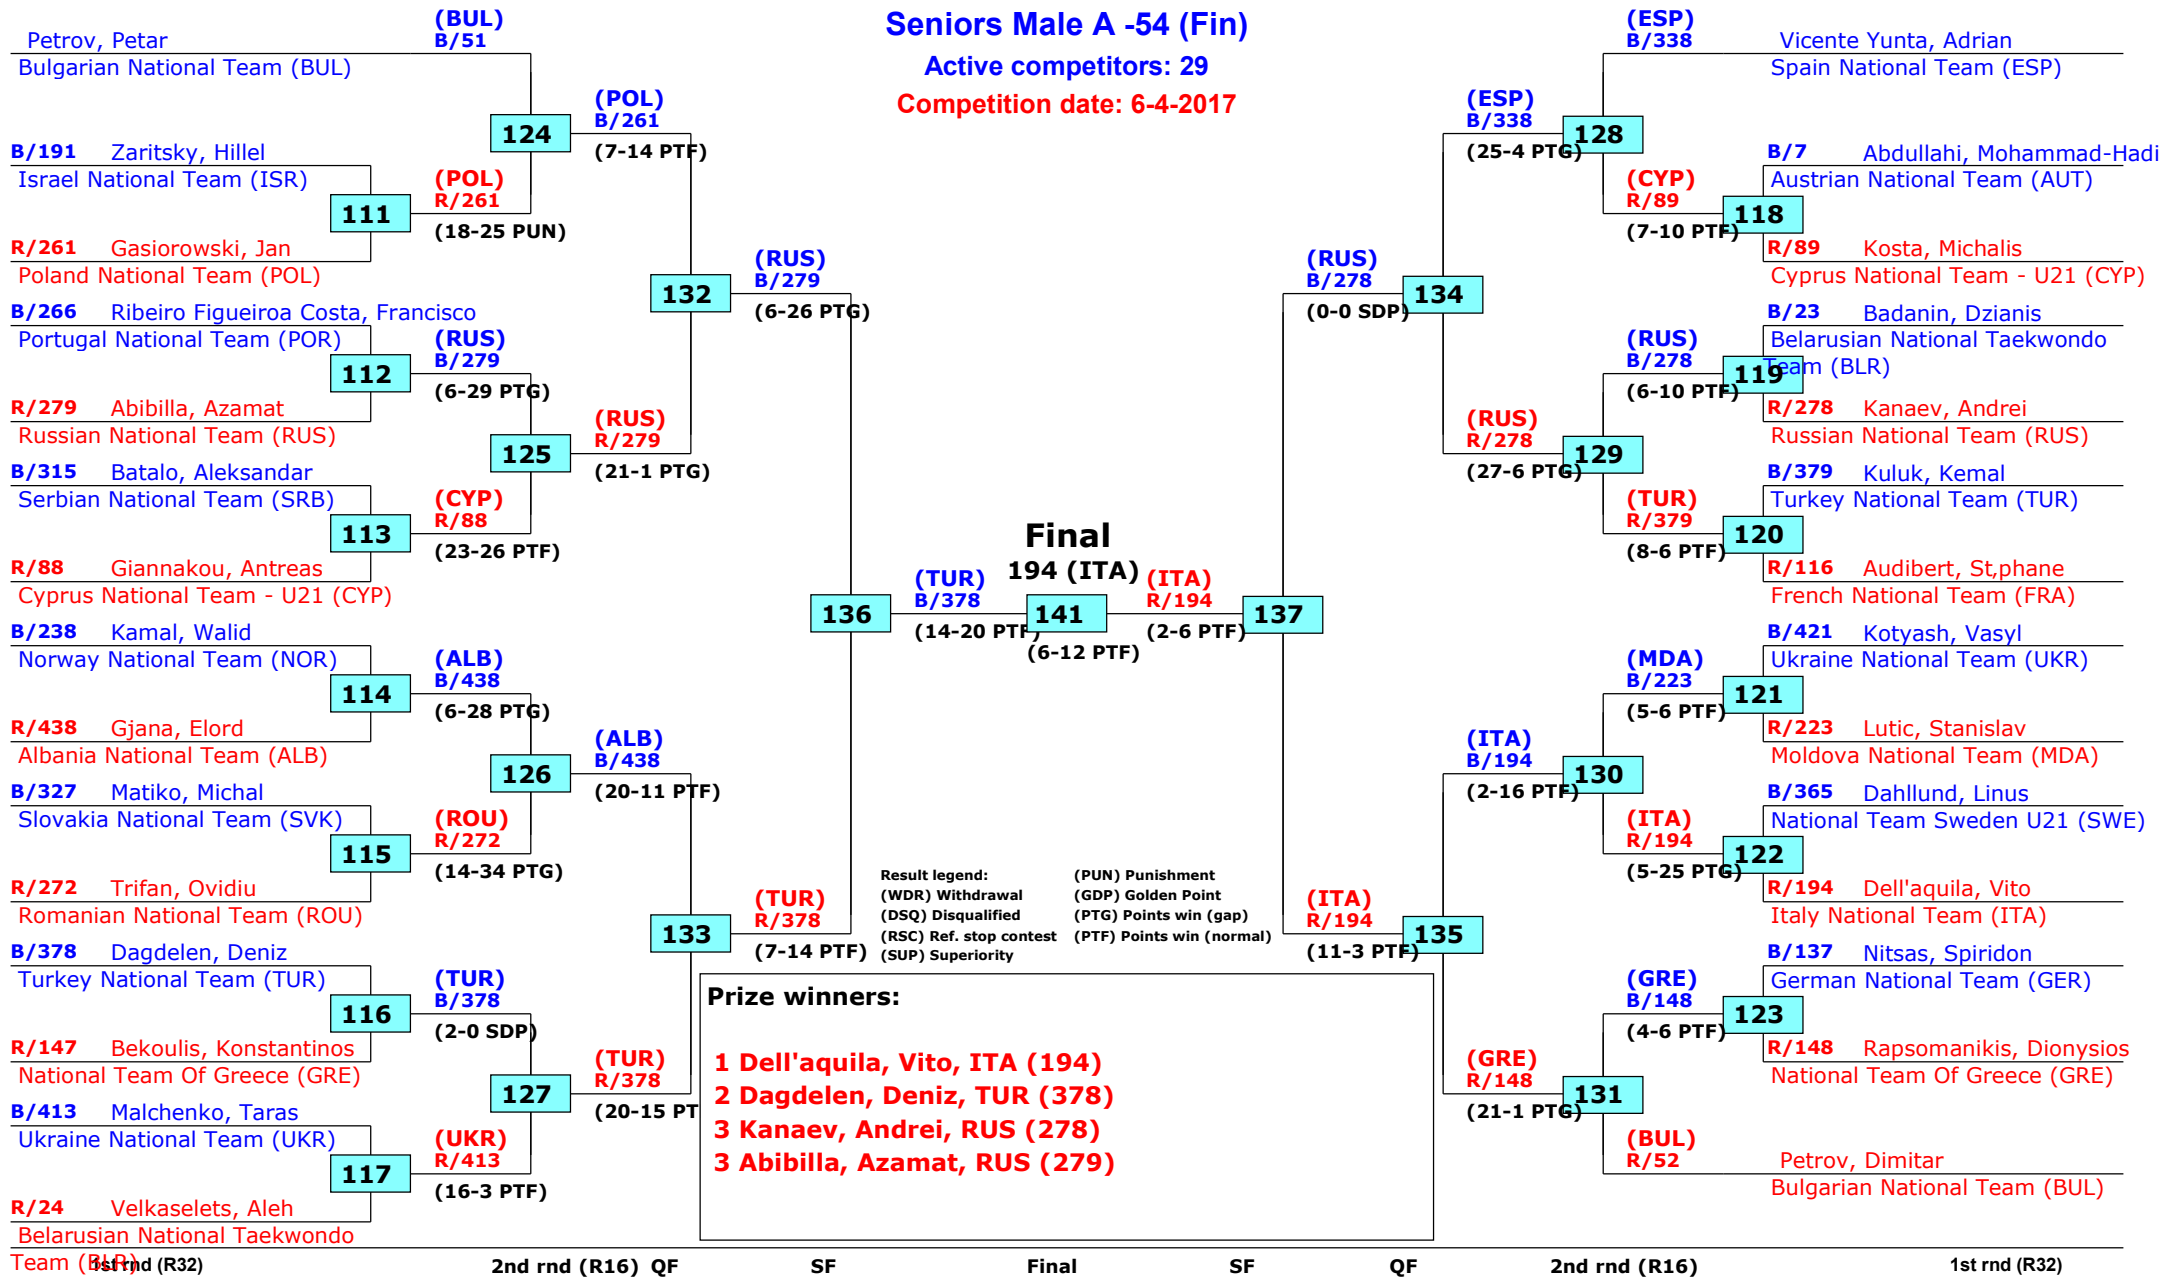 Seniors Male A -54 (Fin)
Active competitors: 29
Competition date: 6-4-2017
Petrov, Petar
Bulgarian National Team (BUL)
B/191 Zaritsky, Hillel
Israel National Team (ISR)
111
R/261 Gasiorowski, Jan
Poland National Team (POL)
B/266 Ribeiro Figueiroa Costa, Francisco
Portugal National Team (POR)
112
R/279 Abibilla, Azamat
Russian National Team (RUS)
B/315 Batalo, Aleksandar
Serbian National Team (SRB)
113
R/88 Giannakou, Antreas
Cyprus National Team - U21 (CYP)
B/238 Kamal, Walid
Norway National Team (NOR)
114
R/438 Gjana, Elord
Albania National Team (ALB)
B/327 Matiko, Michal
Slovakia National Team (SVK)
115
R/272 Trifan, Ovidiu
Romanian National Team (ROU)
B/378 Dagdelen, Deniz
Turkey National Team (TUR)
116
R/147 Bekoulis, Konstantinos
National Team Of Greece (GRE)
B/413 Malchenko, Taras
Ukraine National Team (UKR)
117
R/24 Velkaselets, Aleh
Belarusian National Taekwondo
Team (BLR)
(BUL)
B/51
124
(POL)
R/261
(18-25 PUN)
(RUS)
B/279
(6-29 PTG)
125
(CYP)
R/88
(23-26 PTF)
(ALB)
B/438
(6-28 PTG)
126
(ROU)
R/272
(14-34 PTG)
(TUR)
B/378
(2-0 SDP)
127
(UKR)
R/413
(16-3 PTF)
(POL)
B/261
(7-14 PTF)
132
(RUS)
R/279
(21-1 PTG)
(ALB)
B/438
(20-11 PTF)
133
(TUR)
R/378
(20-15 PT
(RUS)
B/279
(6-26 PTG)
136
(TUR)
R/378
(7-14 PTF)
(TUR)
B/378
(14-20 PTF)
Final
194 (ITA)
141
(6-12 PTF)
(ITA)
R/194
(2-6 PTF)
(RUS)
B/278
(0-0 SDP)
137
(ITA)
R/194
(11-3 PTF)
(ESP)
B/338
(25-4 PTG)
134
(RUS)
R/278
(27-6 PTG)
(ITA)
B/194
(2-16 PTF)
135
(GRE)
R/148
(21-1 PTG)
(ESP)
B/338
128
(CYP)
R/89
(7-10 PTF)
(RUS)
B/278
(6-10 PTF)
129
(TUR)
R/379
(8-6 PTF)
(MDA)
B/223
(5-6 PTF)
130
(ITA)
R/194
(5-25 PTG)
(GRE)
B/148
(4-6 PTF)
131
(BUL)
R/52
Vicente Yunta, Adrian
Spain National Team (ESP)
B/7 Abdullahi, Mohammad-Hadi
Austrian National Team (AUT)
118
R/89 Kosta, Michalis
Cyprus National Team - U21 (CYP)
B/23 Badanin, Dzianis
Belarusian National Taekwondo
Team (BLR)
119
R/278 Kanaev, Andrei
Russian National Team (RUS)
B/379 Kuluk, Kemal
Turkey National Team (TUR)
120
R/116 Audibert, St‚phane
French National Team (FRA)
B/421 Kotyash, Vasyl
Ukraine National Team (UKR)
121
R/223 Lutic, Stanislav
Moldova National Team (MDA)
B/365 Dahllund, Linus
National Team Sweden U21 (SWE)
122
R/194 Dell'aquila, Vito
Italy National Team (ITA)
B/137 Nitsas, Spiridon
German National Team (GER)
123
R/148 Rapsomanikis, Dionysios
National Team Of Greece (GRE)
Petrov, Dimitar
Bulgarian National Team (BUL)
Result legend: (PUN) Punishment
(WDR) Withdrawal (GDP) Golden Point
(DSQ) Disqualified (PTG) Points win (gap)
(RSC) Ref. stop contest (PTF) Points win (normal)
(SUP) Superiority
Prize winners:
1 Dell'aquila, Vito, ITA (194)
2 Dagdelen, Deniz, TUR (378)
3 Kanaev, Andrei, RUS (278)
3 Abibilla, Azamat, RUS (279)
1st rnd (R32) 2nd rnd (R16) QF SF Final SF QF 2nd rnd (R16) 1st rnd (R32)